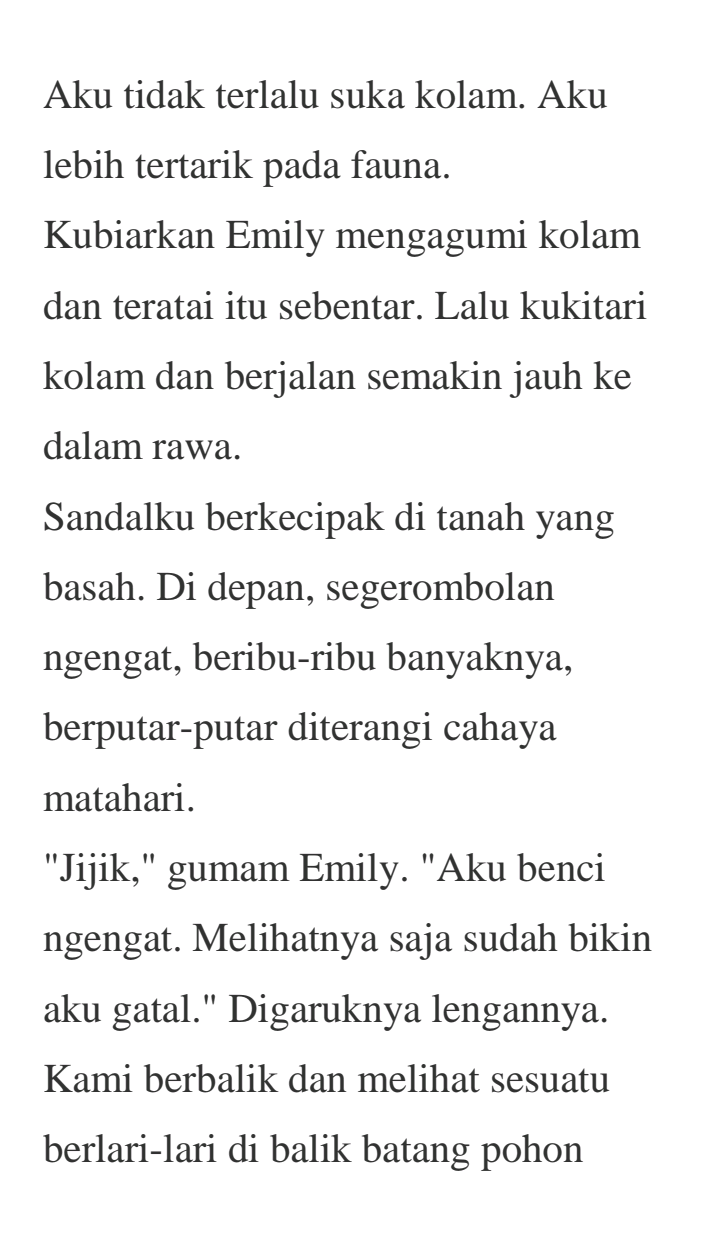 Aku tidak terlalu suka kolam. Aku
lebih tertarik pada fauna.
Kubiarkan Emily mengagumi kolam
dan teratai itu sebentar. Lalu kukitari
kolam dan berjalan semakin jauh ke
dalam rawa.
Sandalku berkecipak di tanah yang
basah. Di depan, segerombolan
ngengat, beribu-ribu banyaknya,
berputar-putar diterangi cahaya
matahari.
"Jijik," gumam Emily. "Aku benci
ngengat. Melihatnya saja sudah bikin
aku gatal." Digaruknya lengannya.
Kami berbalik dan melihat sesuatu
berlari-lari di balik batang pohon